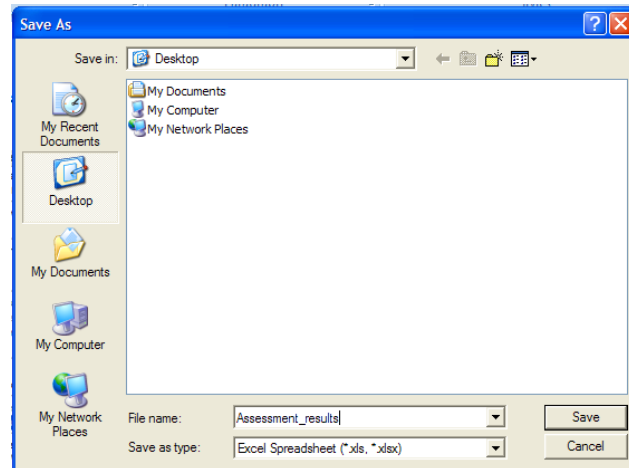 Save As
Save in:
Desktop
My Documents
My Computer
My Network Places
My Recent
Documents
Desktop
My Documents
My Computer
My Network
Places
File name:
Assessment_results
Save
Save as type:
Excel Spreadsheet (*.xls, *.xlsx)
Cancel